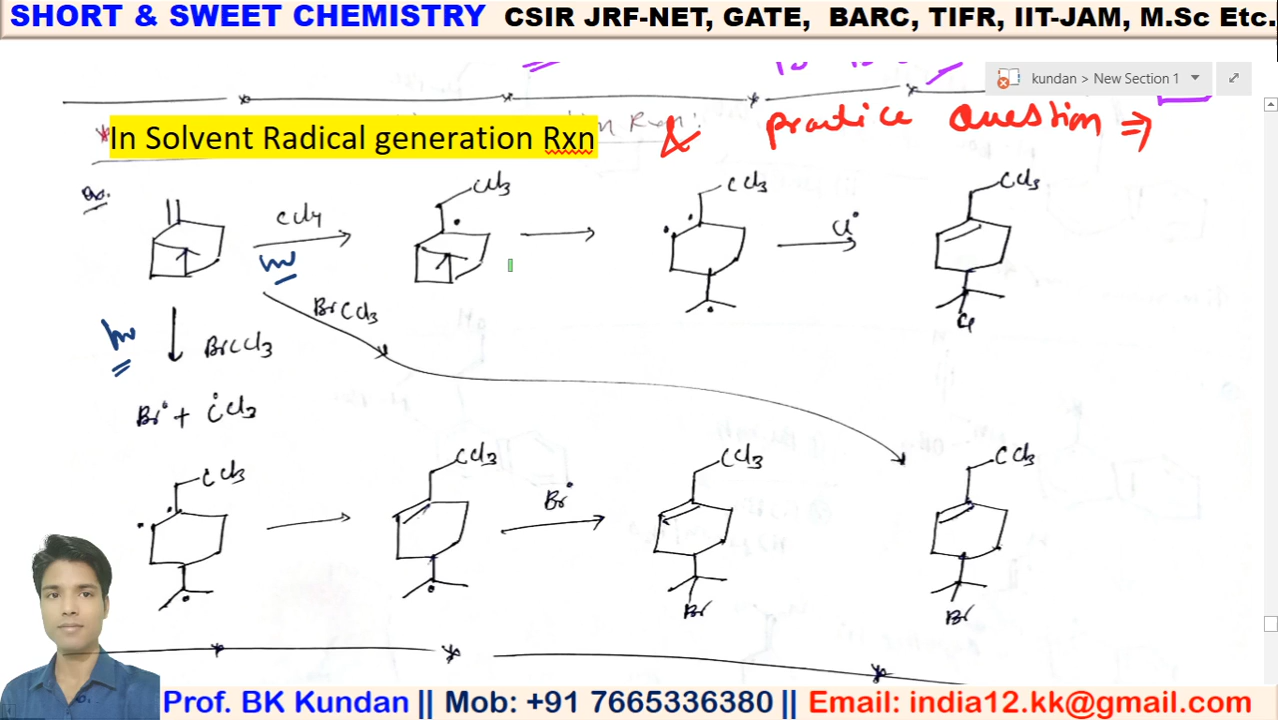 SHORT & SWEET CHEMISTRY CSIR JRF-NET, GATE, BARC, TIFR, IIT-JAM, M.Sc Etc.
kundan > New Section 1
In Solvent Radical generation Rxn & practice Question ⇒
CCl3 CCl3 CCl3
CCl4 Cl•
hν
BrCCl3 Cl
hν BrCCl3
Br• + ĊCl3
CCl3 CCl3 CCl3 CCl3
Br•
Br Br
Prof. BK Kundan || Mob: +91 7665336380 || Email: india12.kk@gmail.com